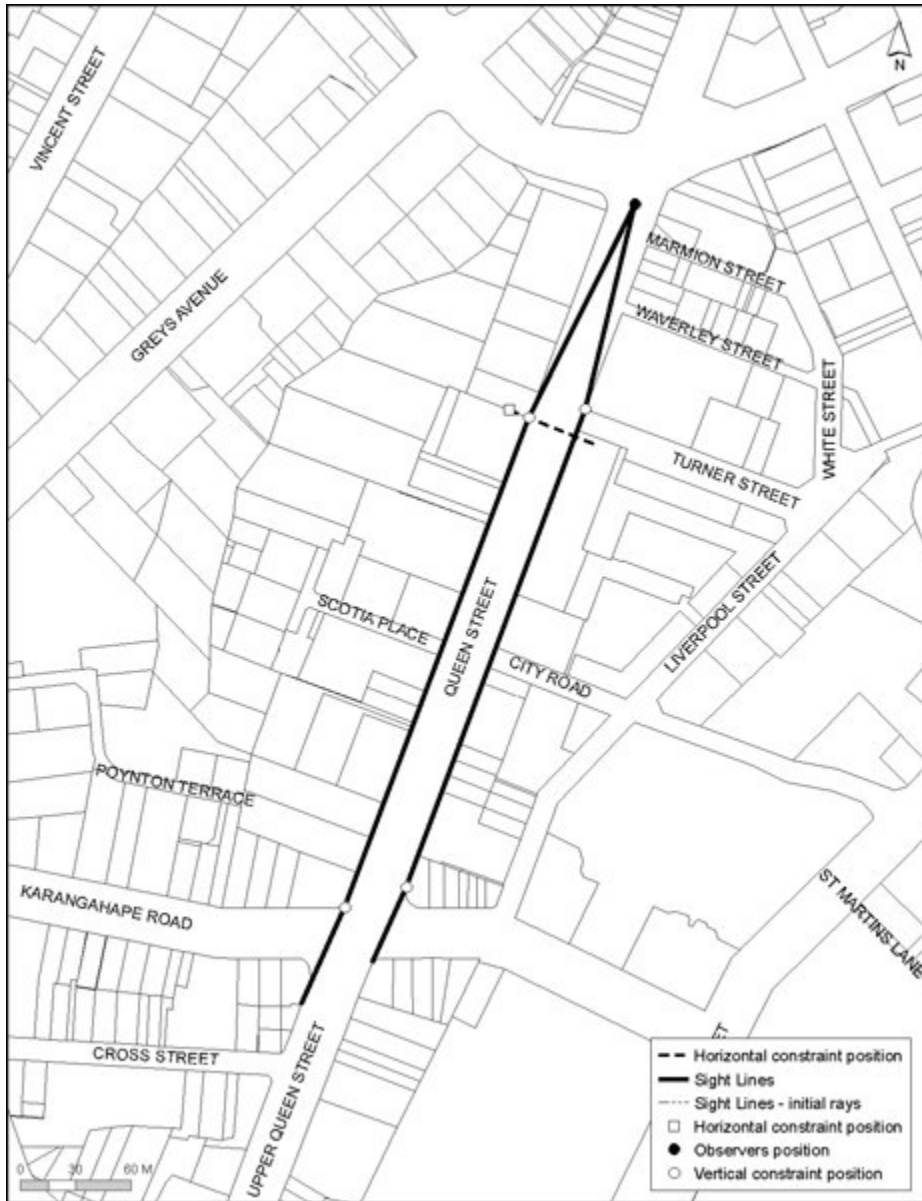 N
VINCENT STREET
GREYS AVENUE
MARMION STREET
WAVERLEY STREET
WHITE STREET
TURNER STREET
LIVERPOOL STREET
SCOTIA PLACE
QUEEN STREET
CITY ROAD
POYNTON TERRACE
KARANGAHAPE ROAD
ST MARTINS LANE
CROSS STREET
UPPER QUEEN STREET
Horizontal constraint position
Sight Lines
Sight Lines - initial rays
Horizontal constraint position
Observers position
Vertical constraint position
0 30 60 M